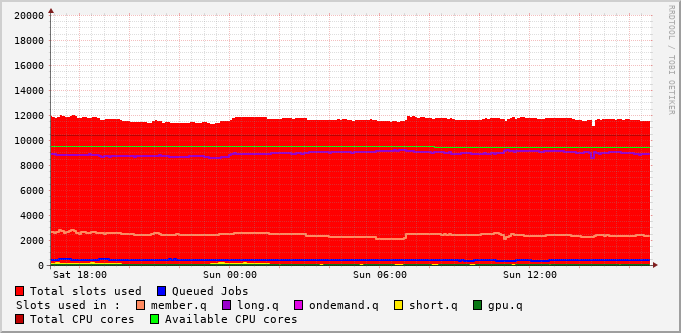 RRDTOOL / TOBI OETIKER
20000
18000
16000
14000
12000
10000
8000
6000
4000
2000
0
Sat 18:00 Sun 00:00 Sun 06:00 Sun 12:00
Total slots used Queued Jobs
Slots used in : member.q long.q ondemand.q short.q gpu.q
Total CPU cores Available CPU cores